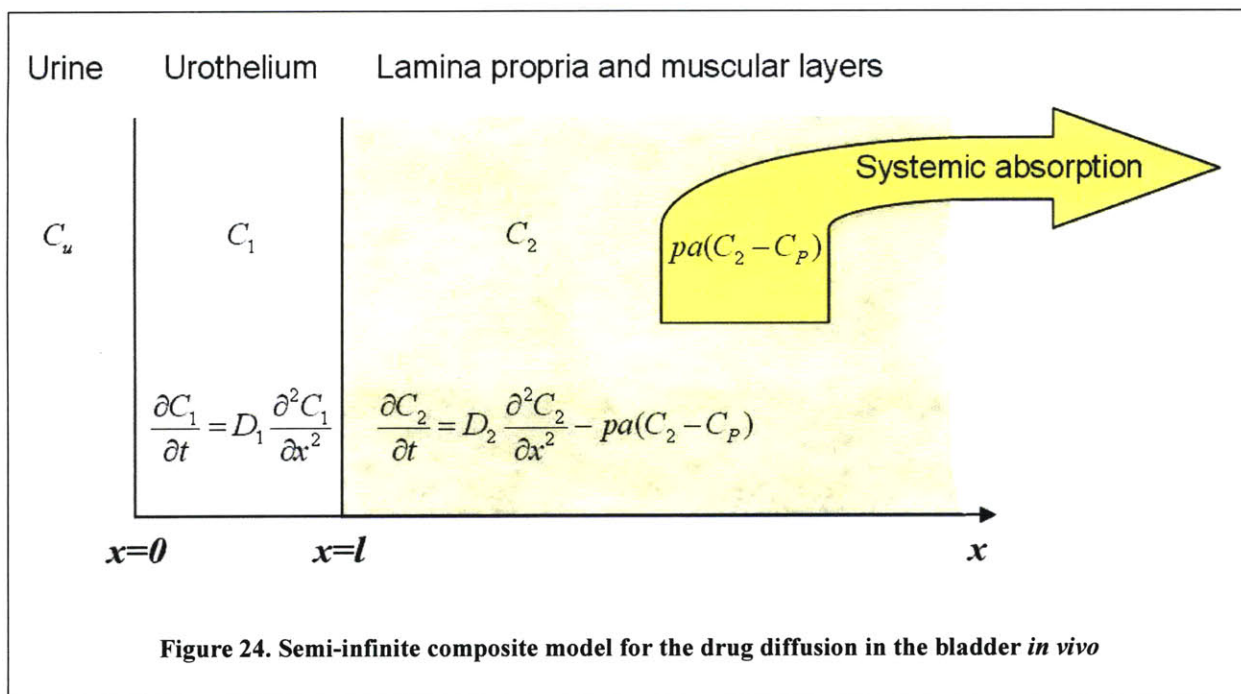 Urine Urothelium Lamina propria and muscular layers
Systemic absorption
C_u C_1 C_2 pa(C_2 − C_P)
∂C_1/∂t = D_1 ∂²C_1/∂x² ∂C_2/∂t = D_2 ∂²C_2/∂x² − pa(C_2 − C_P)
x=0 x=l x
Figure 24. Semi-infinite composite model for the drug diffusion in the bladder in vivo